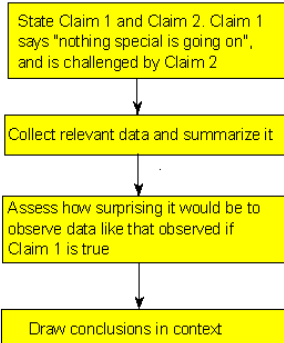 State Claim 1 and Claim 2. Claim 1
says "nothing special is going on",
and is challenged by Claim 2
Collect relevant data and summarize it
Assess how surprising it would be to
observe data like that observed if
Claim 1 is true
Draw conclusions in context